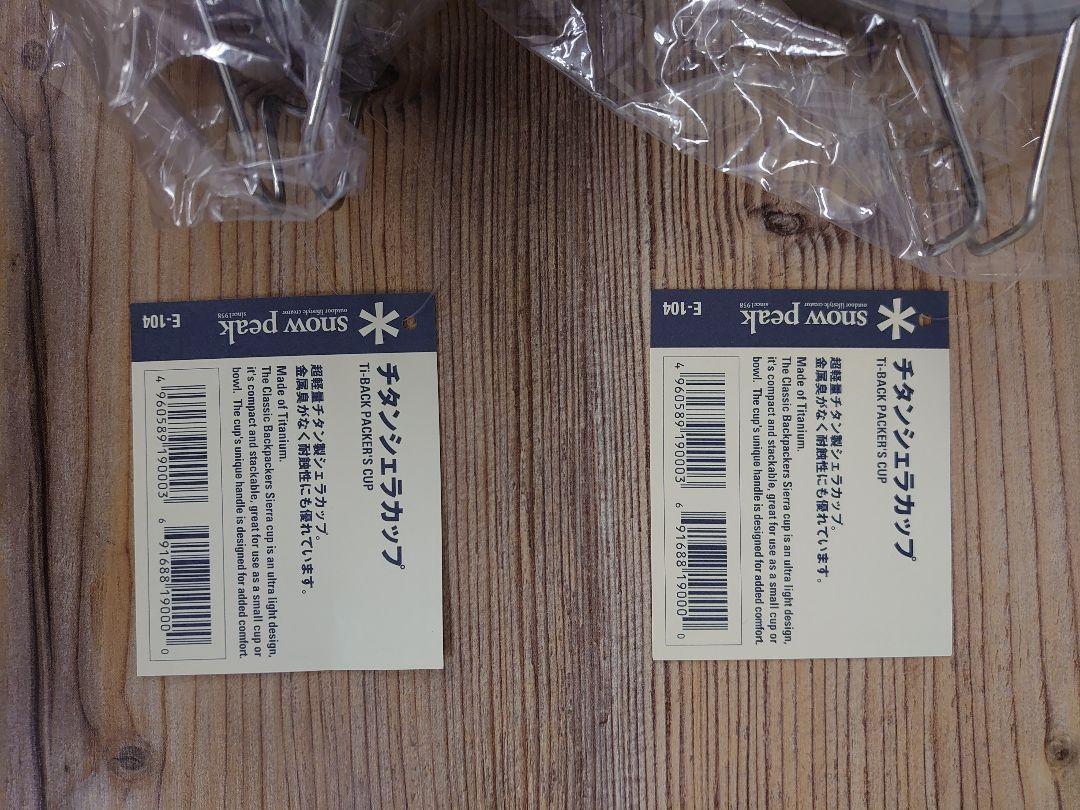 snow peak
outdoor lifestyle creator
since1958
E-104
チタンシェラカップ
Ti-BACK PACKER'S CUP
超軽量チタン製シェラカップ。
金属臭がなく耐蝕性にも優れています。
Made of Titanium.
The Classic Backpackers Sierra cup is an ultra light design,
it's compact and stackable, great for use as a small cup or
bowl. The cup's unique handle is designed for added comfort.
4 960589 190003
6 91688 19000 0
snow peak
outdoor lifestyle creator
since1958
E-104
チタンシェラカップ
Ti-BACK PACKER'S CUP
超軽量チタン製シェラカップ。
金属臭がなく耐蝕性にも優れています。
Made of Titanium.
The Classic Backpackers Sierra cup is an ultra light design,
it's compact and stackable, great for use as a small cup or
bowl. The cup's unique handle is designed for added comfort.
4 960589 190003
6 91688 19000 0